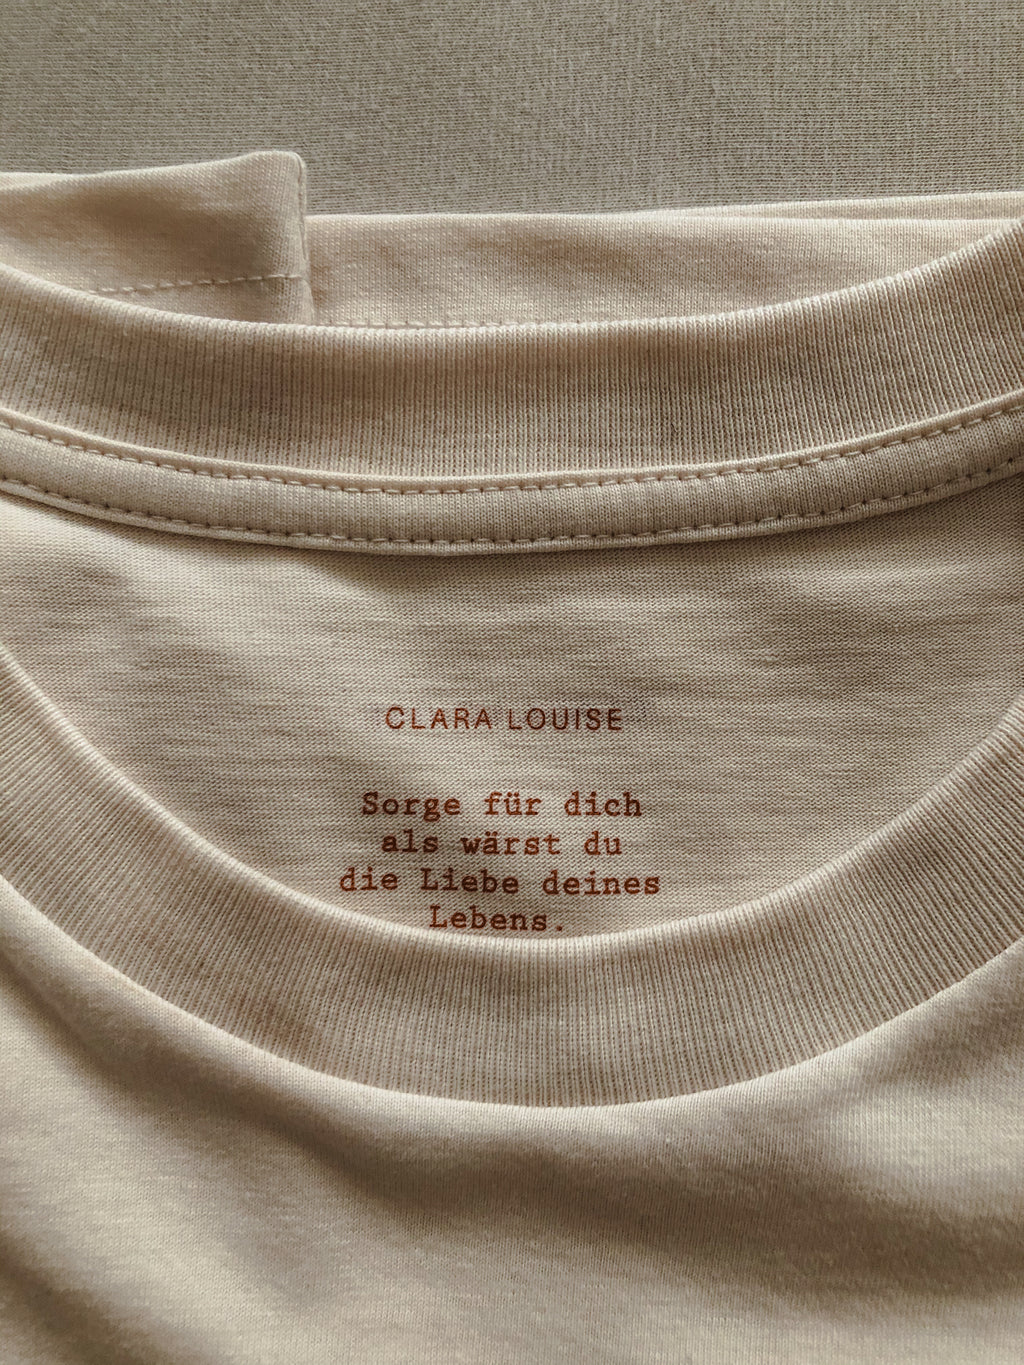 CLARA LOUISE
Sorge für dich
als wärst du
die Liebe deines
Lebens.